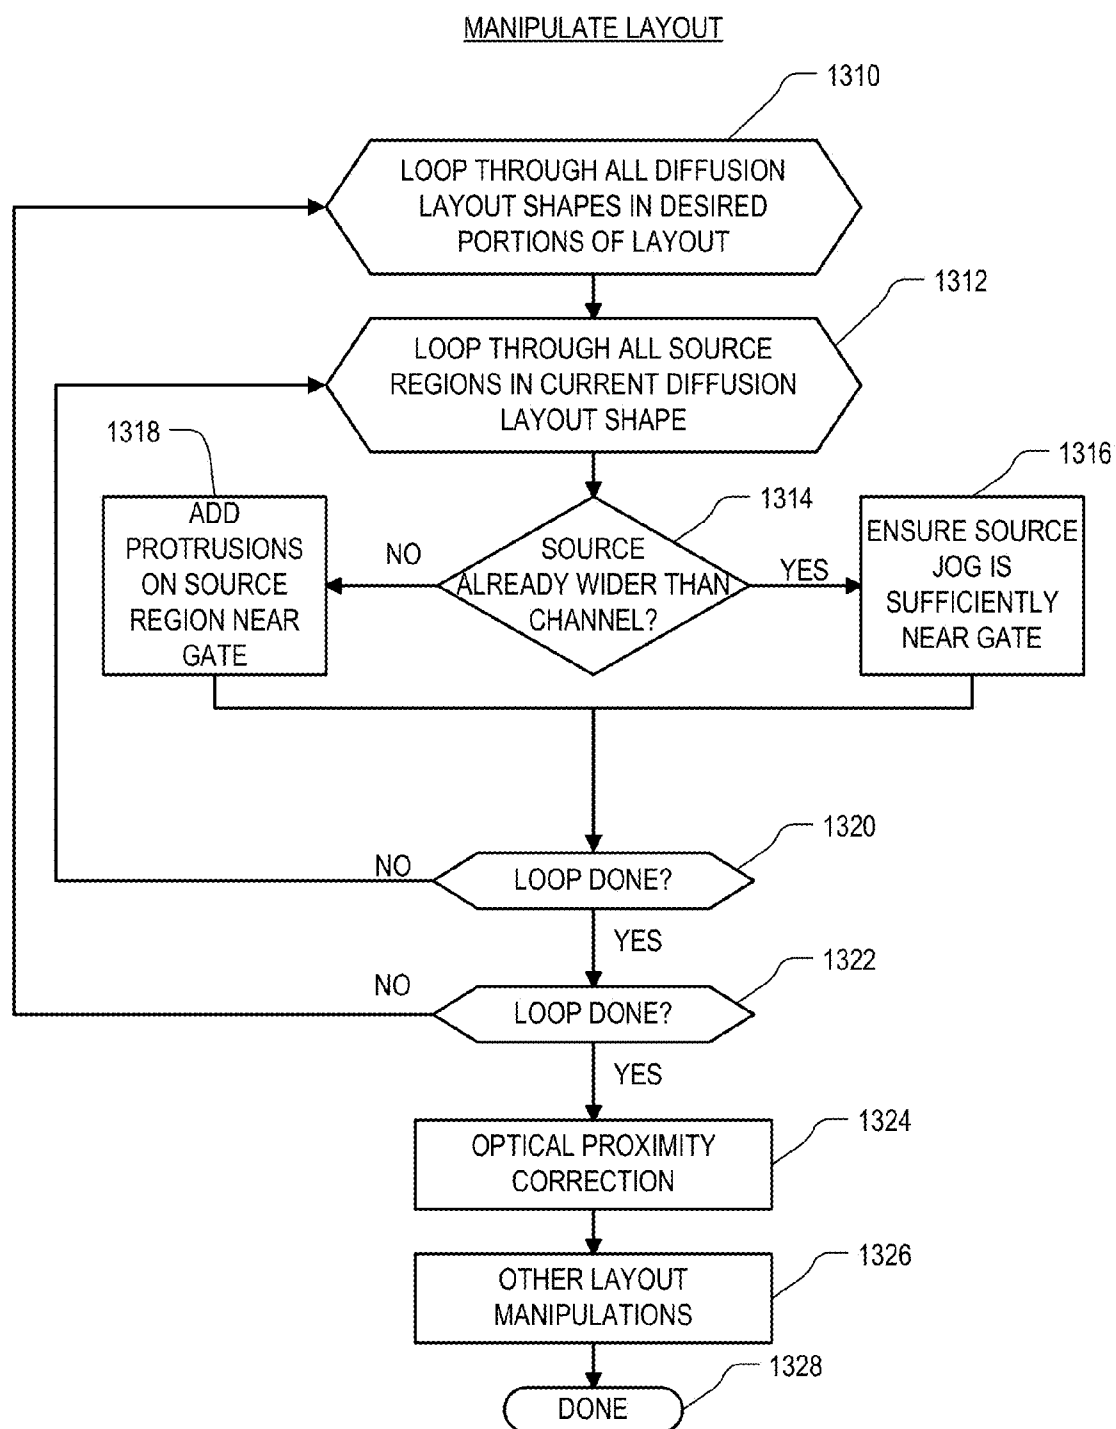 MANIPULATE LAYOUT
1310
LOOP THROUGH ALL DIFFUSION
LAYOUT SHAPES IN DESIRED
PORTIONS OF LAYOUT
1312
LOOP THROUGH ALL SOURCE
REGIONS IN CURRENT DIFFUSION
LAYOUT SHAPE
1318
ADD
PROTRUSIONS
ON SOURCE
REGION NEAR
GATE
NO
1314
SOURCE
ALREADY WIDER THAN
CHANNEL?
YES
1316
ENSURE SOURCE
JOG IS
SUFFICIENTLY
NEAR GATE
1320
NO
LOOP DONE?
YES
1322
NO
LOOP DONE?
YES
1324
OPTICAL PROXIMITY
CORRECTION
1326
OTHER LAYOUT
MANIPULATIONS
1328
DONE